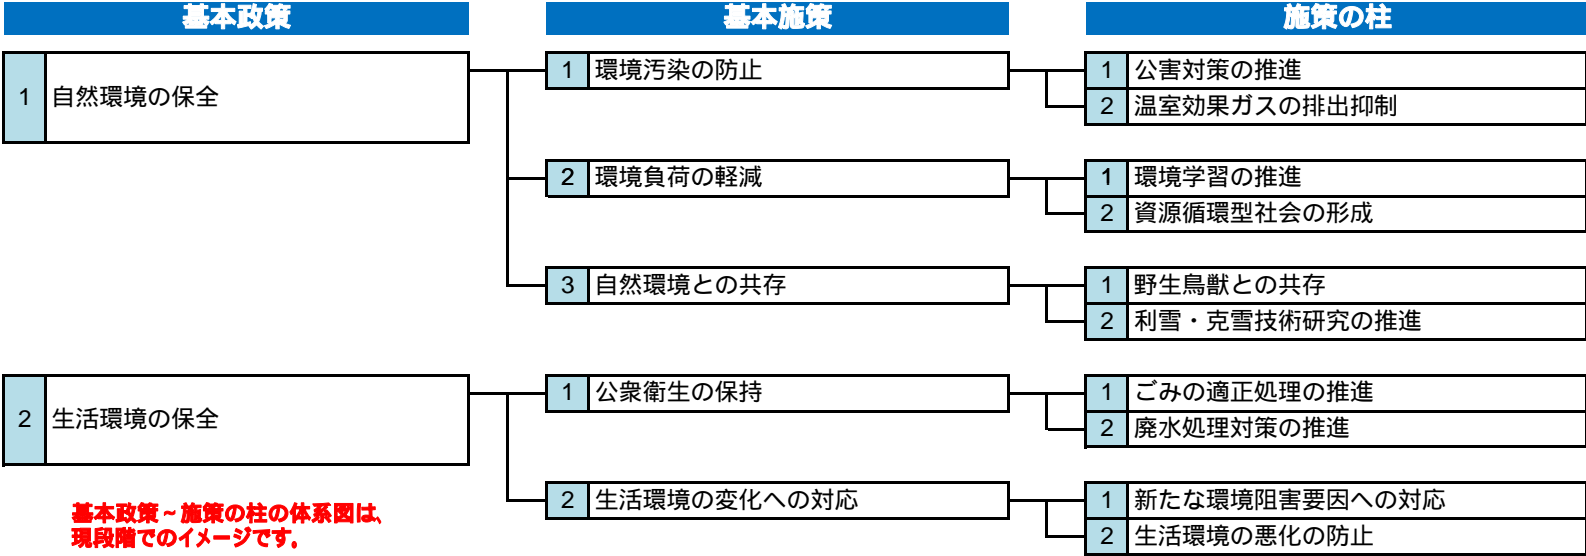 基本政策
基本施策
施策の柱
1 自然環境の保全
1 環境汚染の防止
1 公害対策の推進
2 温室効果ガスの排出抑制
2 環境負荷の軽減
1 環境学習の推進
2 資源循環型社会の形成
3 自然環境との共存
1 野生鳥獣との共存
2 利雪・克雪技術研究の推進
2 生活環境の保全
1 公衆衛生の保持
1 ごみの適正処理の推進
2 廃水処理対策の推進
2 生活環境の変化への対応
1 新たな環境阻害要因への対応
2 生活環境の悪化の防止
基本政策~施策の柱の体系図は、
現段階でのイメージです。